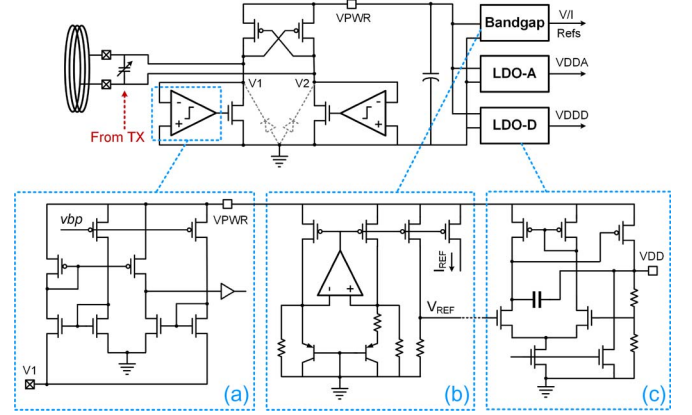 VPWR
Bandgap
V/I
Refs
LDO-A
VDDA
LDO-D
VDDD
V1
V2
-
+
-
+
From TX
vbp
VPWR
V1
(a)
-
+
IREF
VREF
(b)
VDD
(c)